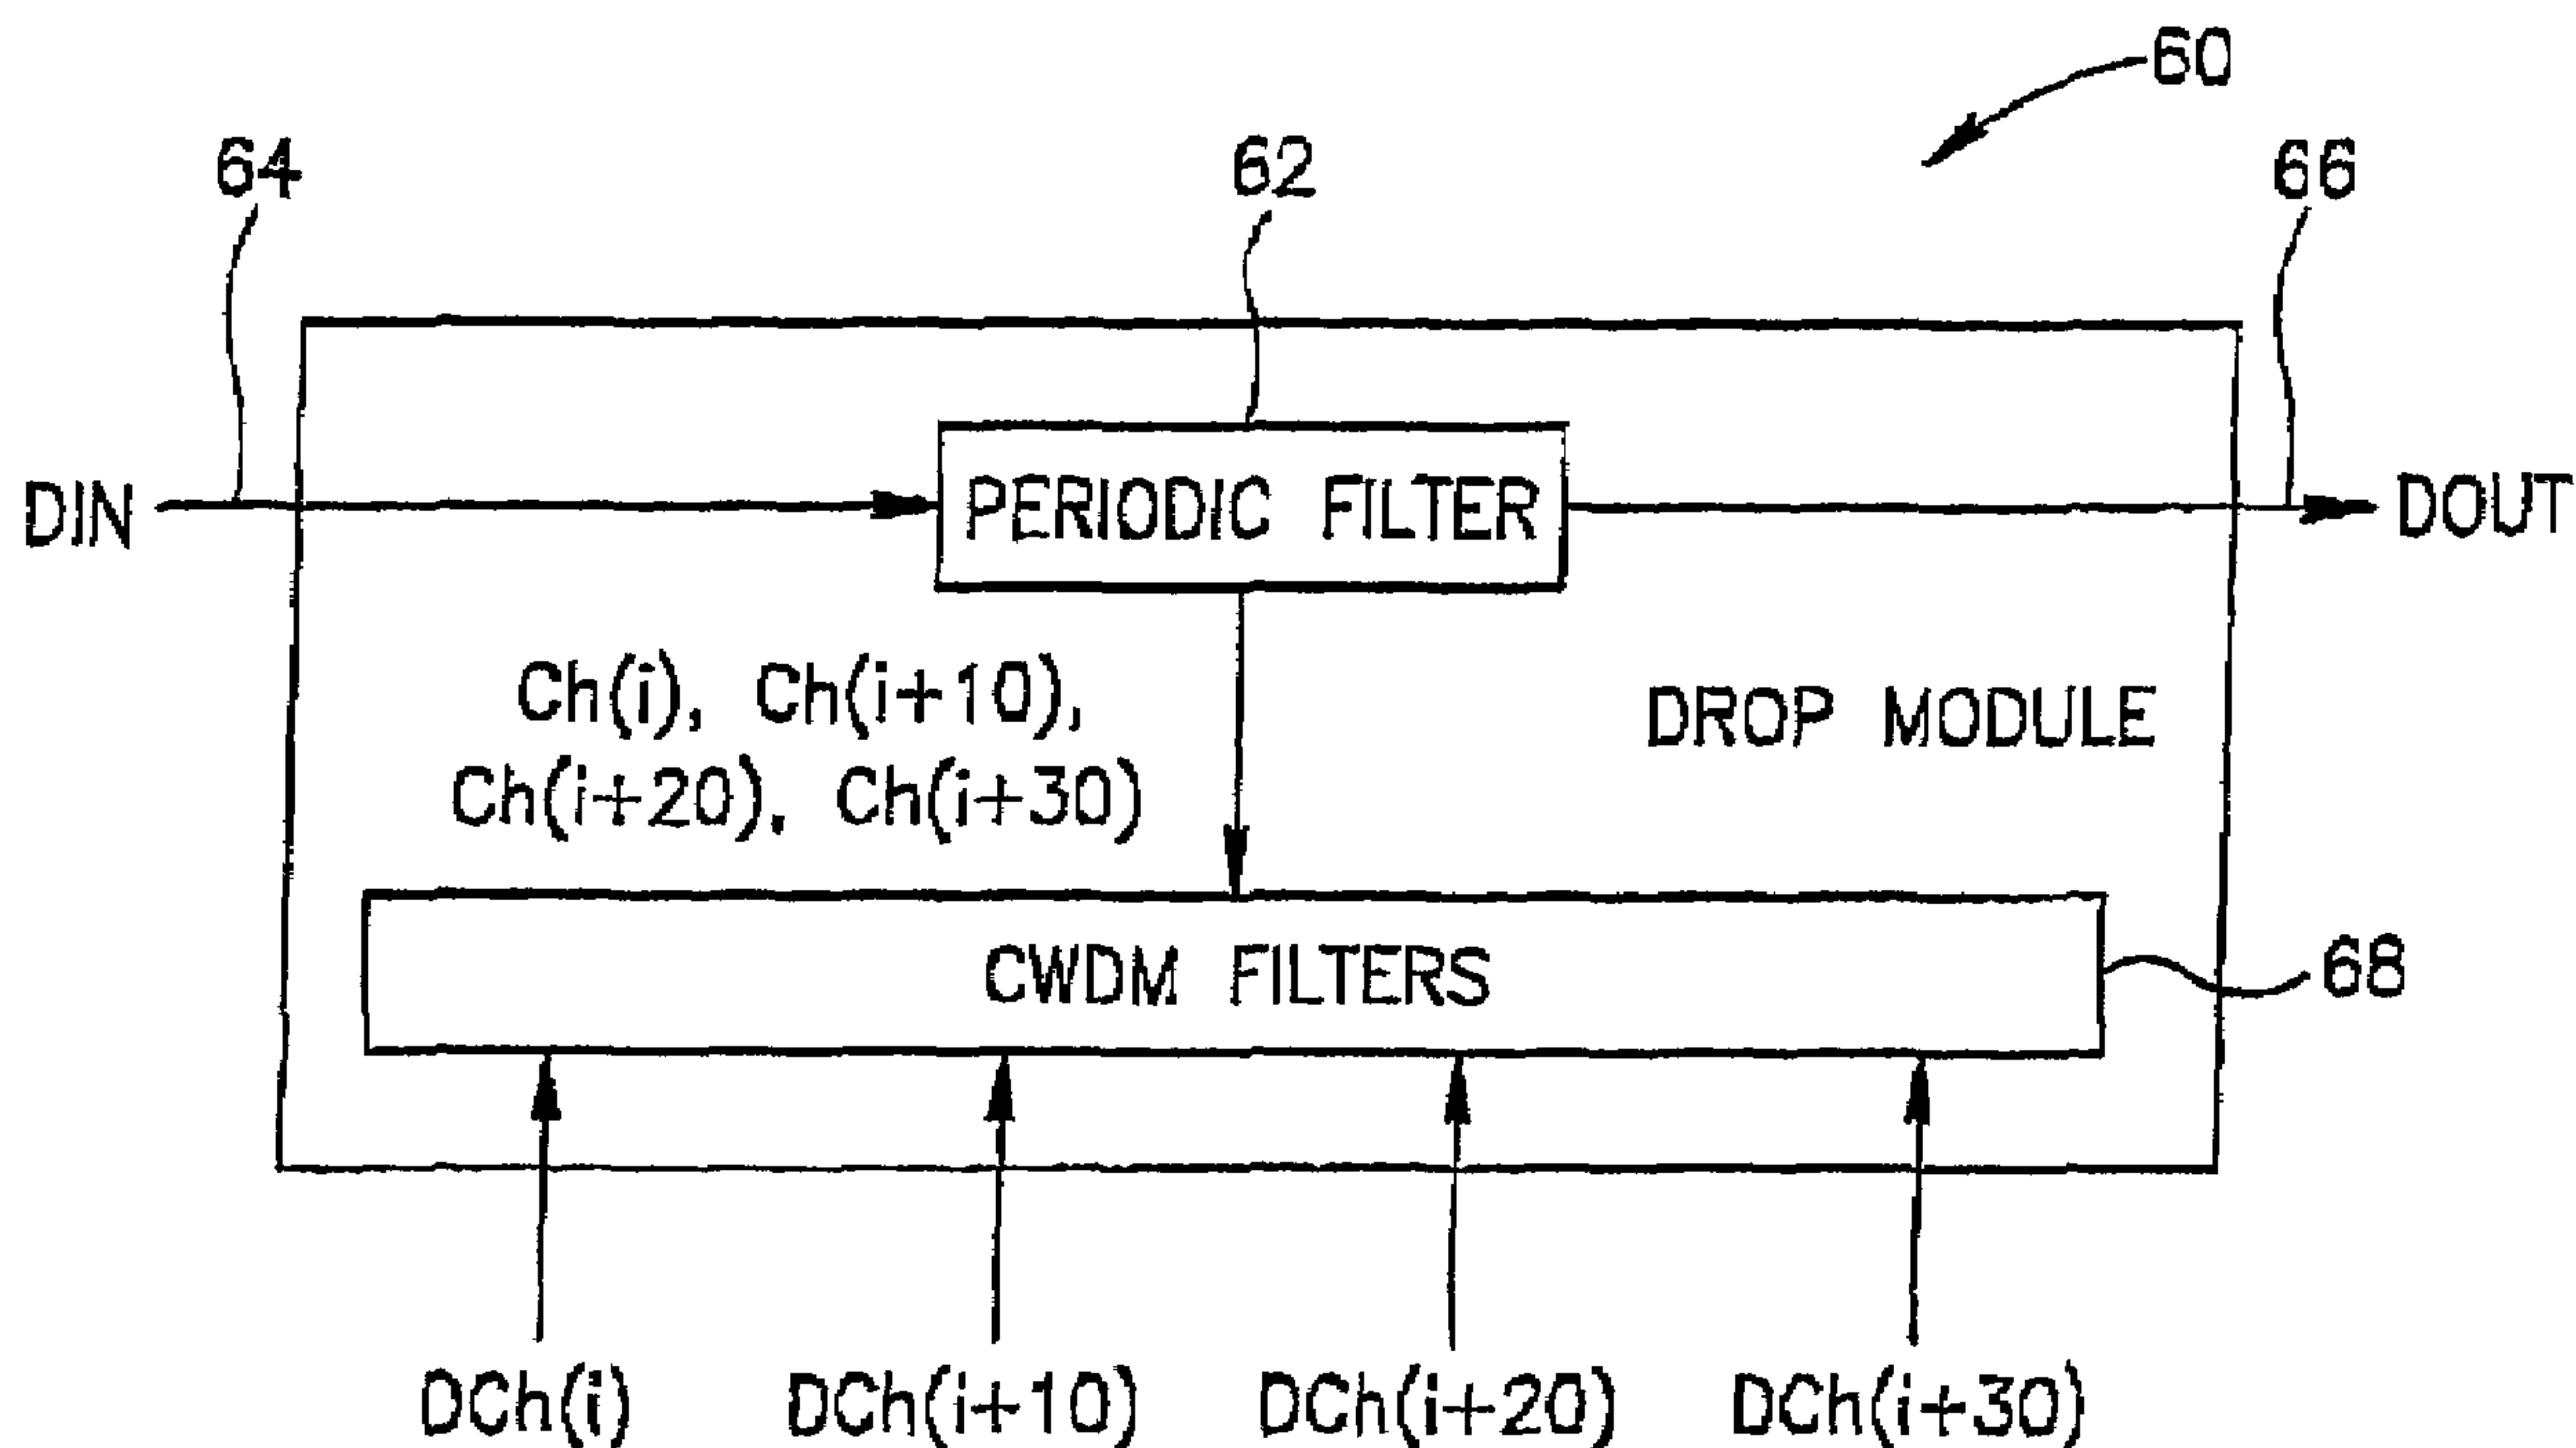 60
64
62
66
DIN
PERIODIC FILTER
DOUT
Ch(i), Ch(i+10),
Ch(i+20), Ch(i+30)
DROP MODULE
CWDM FILTERS
68
DCh(i)
DCh(i+10)
DCh(i+20)
DCh(i+30)